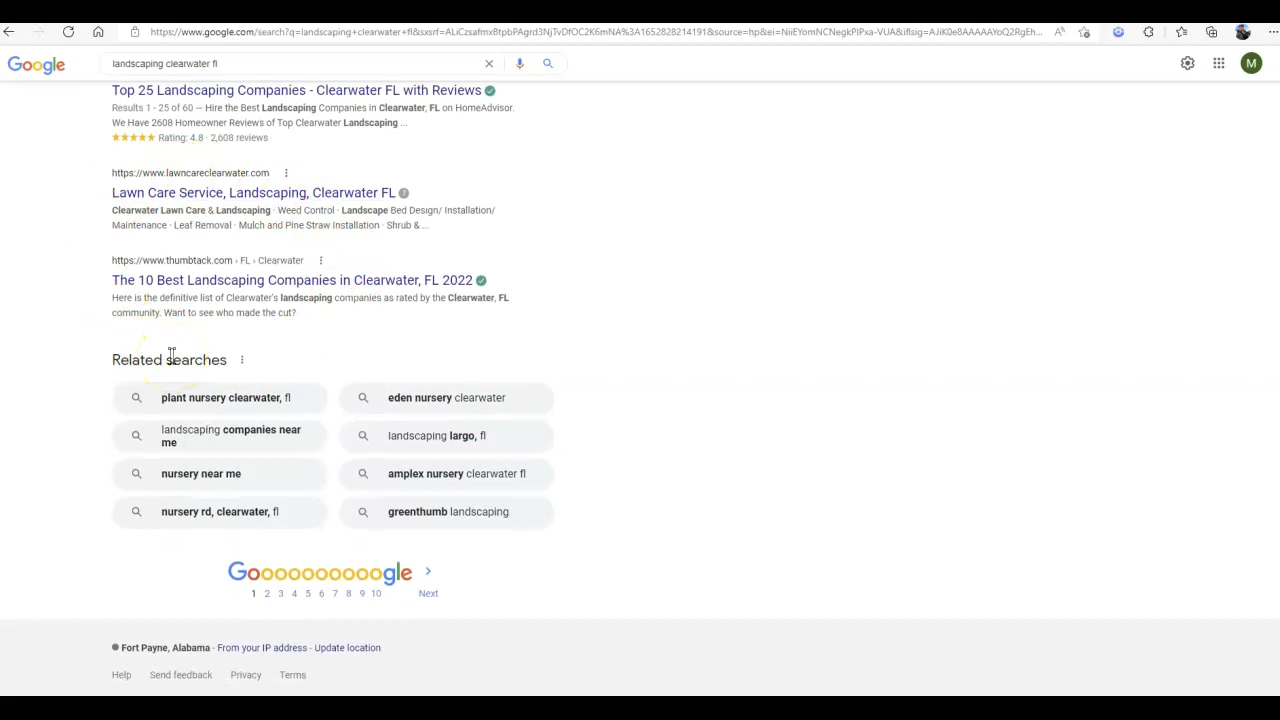 https://www.google.com/search?q=landscaping+clearwater+fl&sxsrf=ALiCzsafmxBtpbPAgrd3NjTvDfOC2K6mNA%3A1652828214191&source=hp&ei=NiiEYomNCNegkPIPxa-VUA&iflsig=AJiK0e8AAAAAYoQ2RgEh...
Google
landscaping clearwater fl
M
Top 25 Landscaping Companies - Clearwater FL with Reviews
Results 1 - 25 of 60 — Hire the Best Landscaping Companies in Clearwater, FL on HomeAdvisor.
We Have 2608 Homeowner Reviews of Top Clearwater Landscaping ...
Rating: 4.8 · 2,608 reviews
https://www.lawncareclearwater.com
Lawn Care Service, Landscaping, Clearwater FL
Clearwater Lawn Care & Landscaping · Weed Control · Landscape Bed Design/ Installation/
Maintenance · Leaf Removal · Mulch and Pine Straw Installation · Shrub & ...
https://www.thumbtack.com › FL › Clearwater
The 10 Best Landscaping Companies in Clearwater, FL 2022
Here is the definitive list of Clearwater's landscaping companies as rated by the Clearwater, FL
community. Want to see who made the cut?
Related searches
plant nursery clearwater, fl
eden nursery clearwater
landscaping companies near
me
landscaping largo, fl
nursery near me
amplex nursery clearwater fl
nursery rd, clearwater, fl
greenthumb landscaping
Goooooooooogle
1 2 3 4 5 6 7 8 9 10 Next
Fort Payne, Alabama · From your IP address · Update location
Help Send feedback Privacy Terms